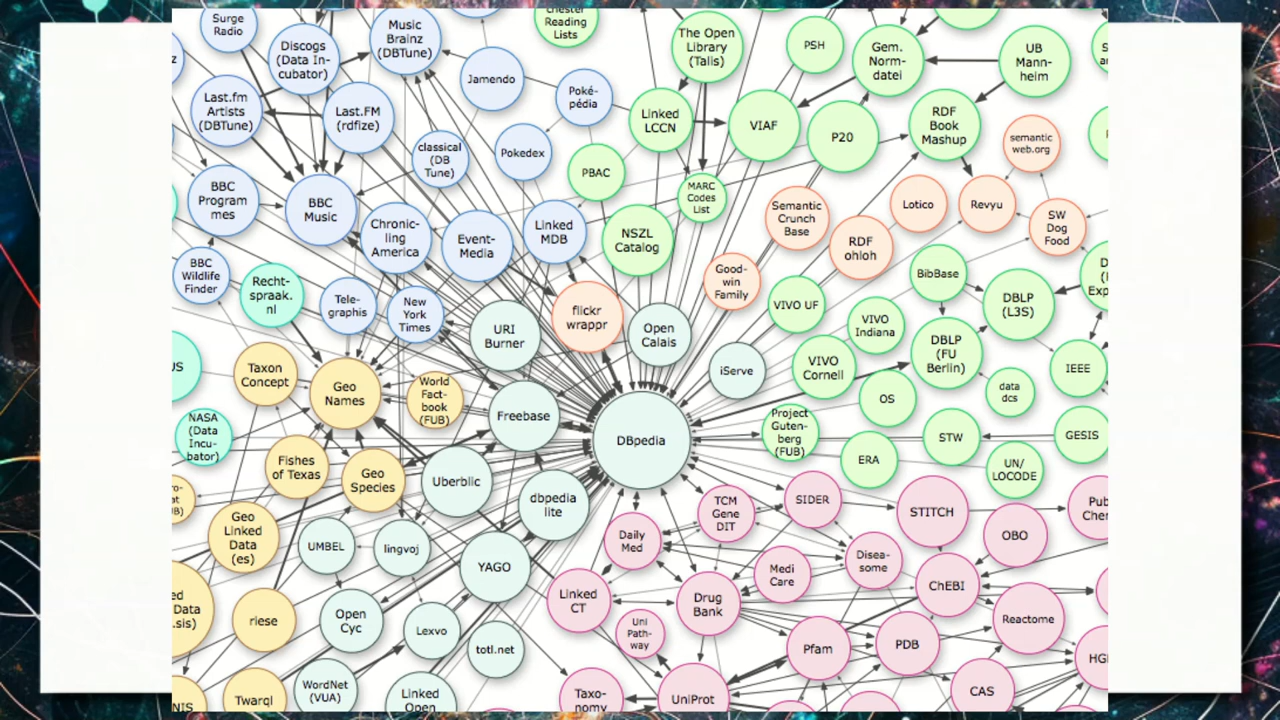 Surge
Radio
Discogs
(Data In-
cubator)
Music
Brainz
(DBTune)
Jamendo
Poké-
pédia
Reading
Lists
The Open
Library
(Talis)
PSH
Gem.
Norm-
datei
UB
Mann-
heim
Last.fm
Artists
(DBTune)
Last.FM
(rdfize)
classical
(DB
Tune)
Pokedex
PBAC
Linked
LCCN
VIAF
P20
RDF
Book
Mashup
semantic
web.org
BBC
Program
mes
BBC
Music
Chronic-
ling
America
Event-
Media
Linked
MDB
NSZL
Catalog
MARC
Codes
List
Semantic
Crunch
Base
RDF
ohloh
Lotico
Revyu
SW
Dog
Food
BBC
Wildlife
Finder
Recht-
spraak.
nl
Tele-
graphis
New
York
Times
URI
Burner
flickr
wrappr
Open
Calais
Good-
win
Family
VIVO UF
VIVO
Indiana
BibBase
DBLP
(L3S)
Taxon
Concept
Geo
Names
World
Fact-
book
(FUB)
Freebase
DBpedia
iServe
VIVO
Cornell
DBLP
(FU
Berlin)
IEEE
OS
data
dcs
NASA
(Data
Incu-
bator)
Fishes
of Texas
Geo
Species
Uberblic
dbpedia
lite
Project
Guten-
berg
(FUB)
ERA
STW
UN/
LOCODE
GESIS
Geo
Linked
Data
(es)
UMBEL
lingvoj
YAGO
Daily
Med
TCM
Gene
DIT
SIDER
STITCH
OBO
Medi
Care
Disea-
some
ChEBI
riese
Open
Cyc
Lexvo
totl.net
Linked
CT
Uni
Path-
way
Drug
Bank
Pfam
PDB
Reactome
Twarql
WordNet
(VUA)
Linked
Open
Taxo-
nomy
UniProt
CAS